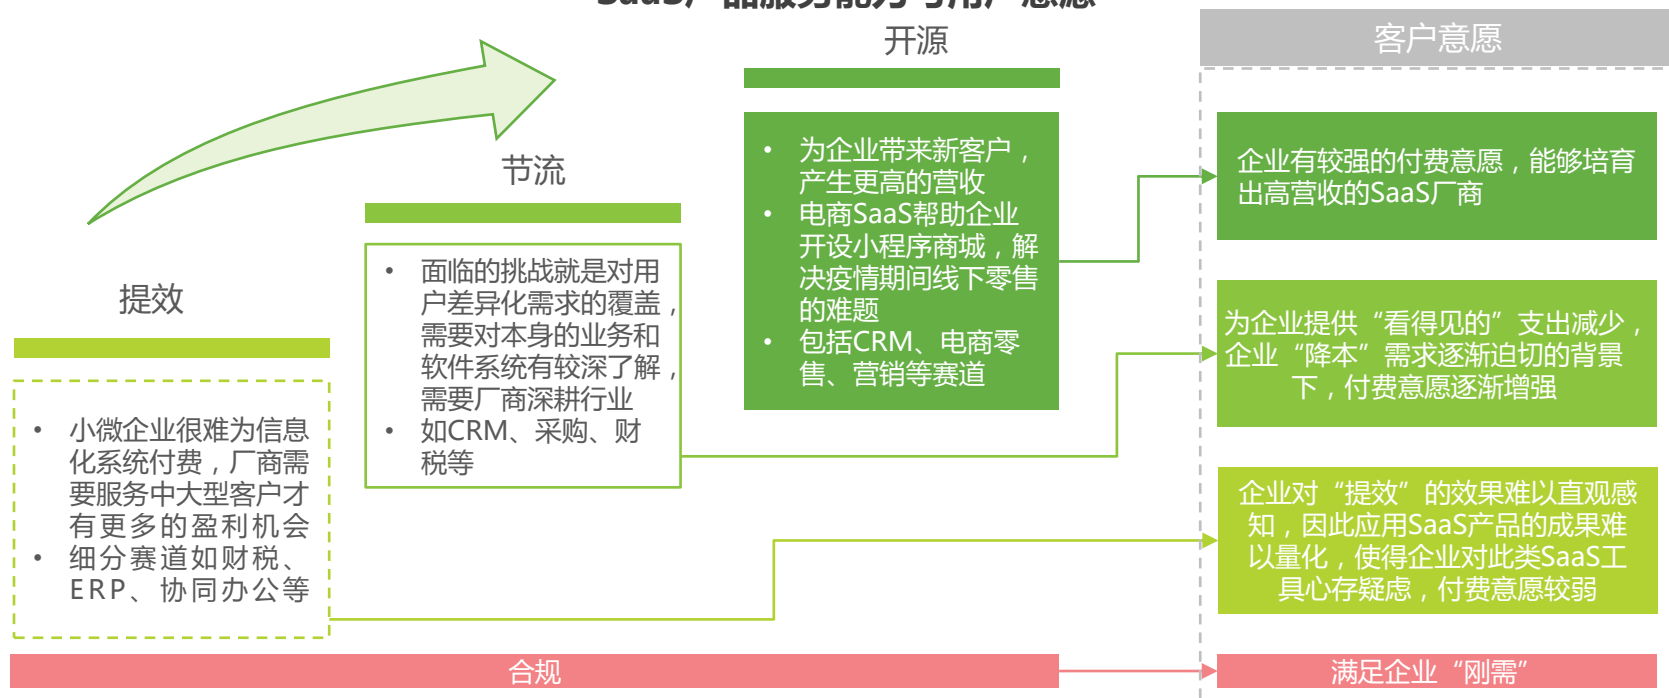 SaaS产品服务能力与用户意愿
开源
客户意愿
节流
提效
• 为企业带来新客户，
产生更高的营收
• 电商SaaS帮助企业
开设小程序商城，解
决疫情期间线下零售
的难题
• 包括CRM、电商零
售、营销等赛道
• 面临的挑战就是对用
户差异化需求的覆盖，
需要对本身的业务和
软件系统有较深了解，
需要厂商深耕行业
• 如CRM、采购、财
税等
• 小微企业很难为信息
化系统付费，厂商需
要服务中大型客户才
有更多的盈利机会
• 细分赛道如财税、
ERP、协同办公等
企业有较强的付费意愿，能够培育
出高营收的SaaS厂商
为企业提供“看得见的”支出减少，
企业“降本”需求逐渐迫切的背景
下，付费意愿逐渐增强
企业对“提效”的效果难以直观感
知，因此应用SaaS产品的成果难
以量化，使得企业对此类SaaS工
具心存疑虑，付费意愿较弱
合规
满足企业“刚需”